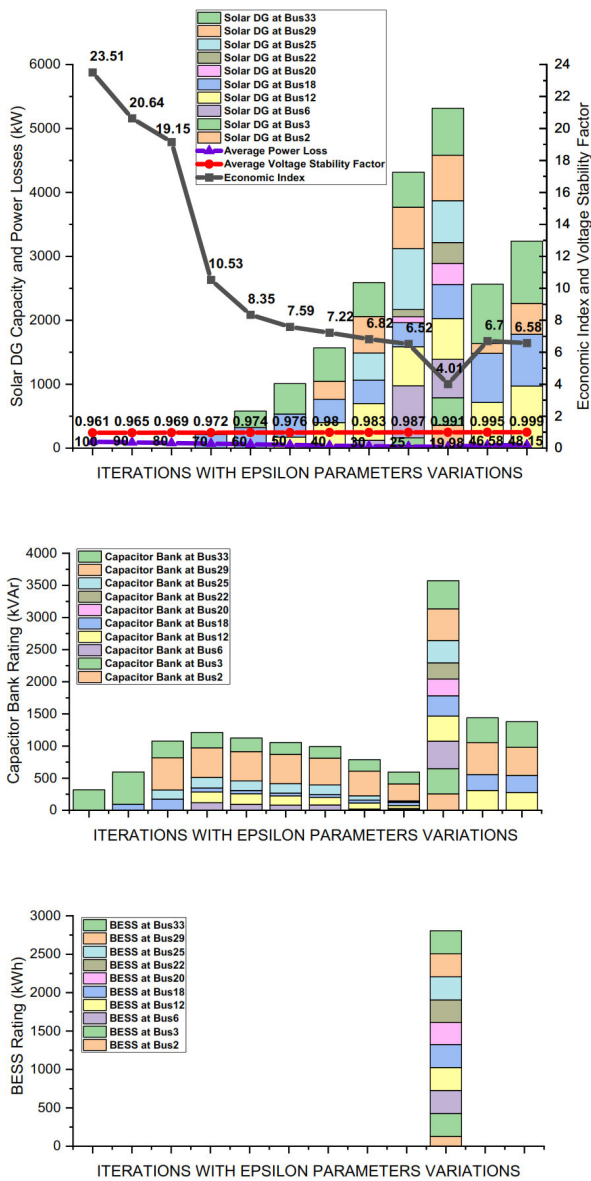 Solar DG at Bus33
Solar DG at Bus29
Solar DG at Bus25
Solar DG at Bus22
Solar DG at Bus20
Solar DG at Bus18
Solar DG at Bus12
Solar DG at Bus6
Solar DG at Bus3
Solar DG at Bus2
Average Power Loss
Average Voltage Stability Factor
Economic Index
Solar DG Capacity and Power Losses (kW)
6000
5000
4000
3000
2000
1000
0
Economic Index and Voltage Stability Factor
24
22
20
18
16
14
12
10
8
6
4
2
0
23.51
20.64
19.15
10.53
8.35
7.59
7.22
6.82
6.52
4.01
6.7
6.58
0.961 0.965 0.969 0.972 0.974 0.976 0.98 0.983 0.987 0.991 0.995 0.999
100 90 80 70 60 50 40 30 25 19.98 46.58 48.15
ITERATIONS WITH EPSILON PARAMETERS VARIATIONS
Capacitor Bank Rating (kVAr)
4000
3500
3000
2500
2000
1500
1000
500
0
Capacitor Bank at Bus33
Capacitor Bank at Bus29
Capacitor Bank at Bus25
Capacitor Bank at Bus22
Capacitor Bank at Bus20
Capacitor Bank at Bus18
Capacitor Bank at Bus12
Capacitor Bank at Bus6
Capacitor Bank at Bus3
Capacitor Bank at Bus2
ITERATIONS WITH EPSILON PARAMETERS VARIATIONS
BESS Rating (kWh)
3000
2500
2000
1500
1000
500
0
BESS at Bus33
BESS at Bus29
BESS at Bus25
BESS at Bus22
BESS at Bus20
BESS at Bus18
BESS at Bus12
BESS at Bus6
BESS at Bus3
BESS at Bus2
ITERATIONS WITH EPSILON PARAMETERS VARIATIONS